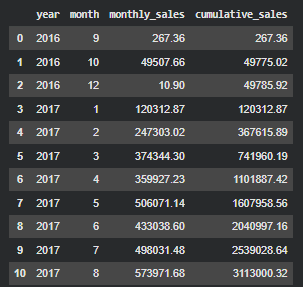 year month monthly_sales cumulative_sales
0 2016 9 267.36 267.36
1 2016 10 49507.66 49775.02
2 2016 12 10.90 49785.92
3 2017 1 120312.87 120312.87
4 2017 2 247303.02 367615.89
5 2017 3 374344.30 741960.19
6 2017 4 359927.23 1101887.42
7 2017 5 506071.14 1607958.56
8 2017 6 433038.60 2040997.16
9 2017 7 498031.48 2539028.64
10 2017 8 573971.68 3113000.32